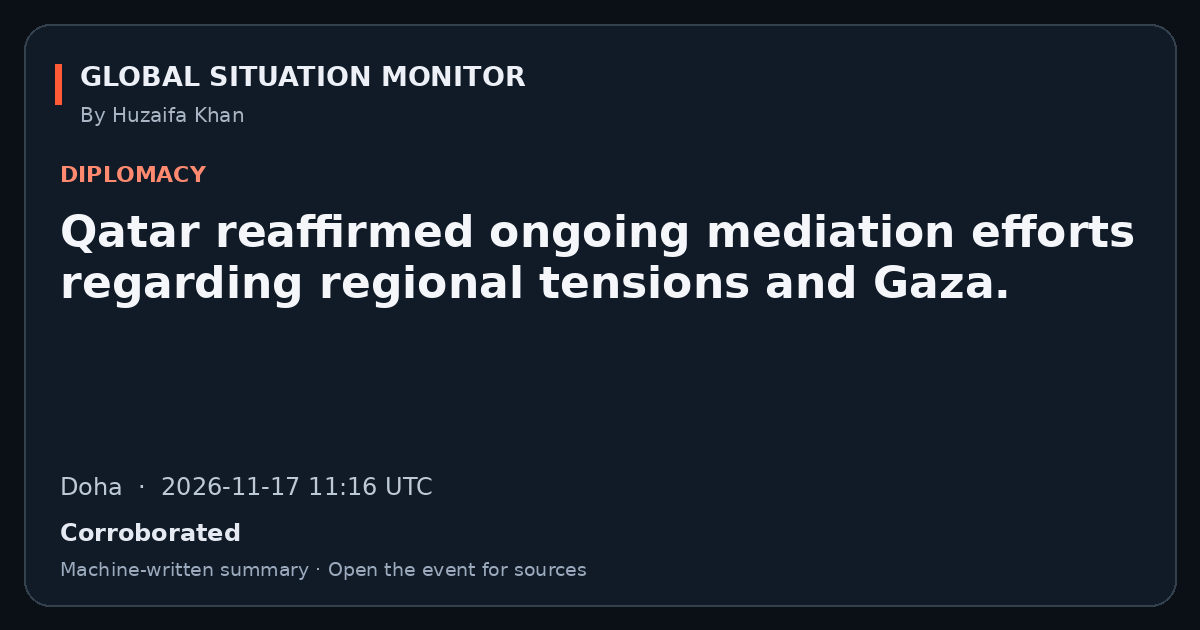 GLOBAL SITUATION MONITOR
By Huzaifa Khan
DIPLOMACY
Qatar reaffirmed ongoing mediation efforts
regarding regional tensions and Gaza.
Doha · 2026-11-17 11:16 UTC
Corroborated
Machine-written summary · Open the event for sources